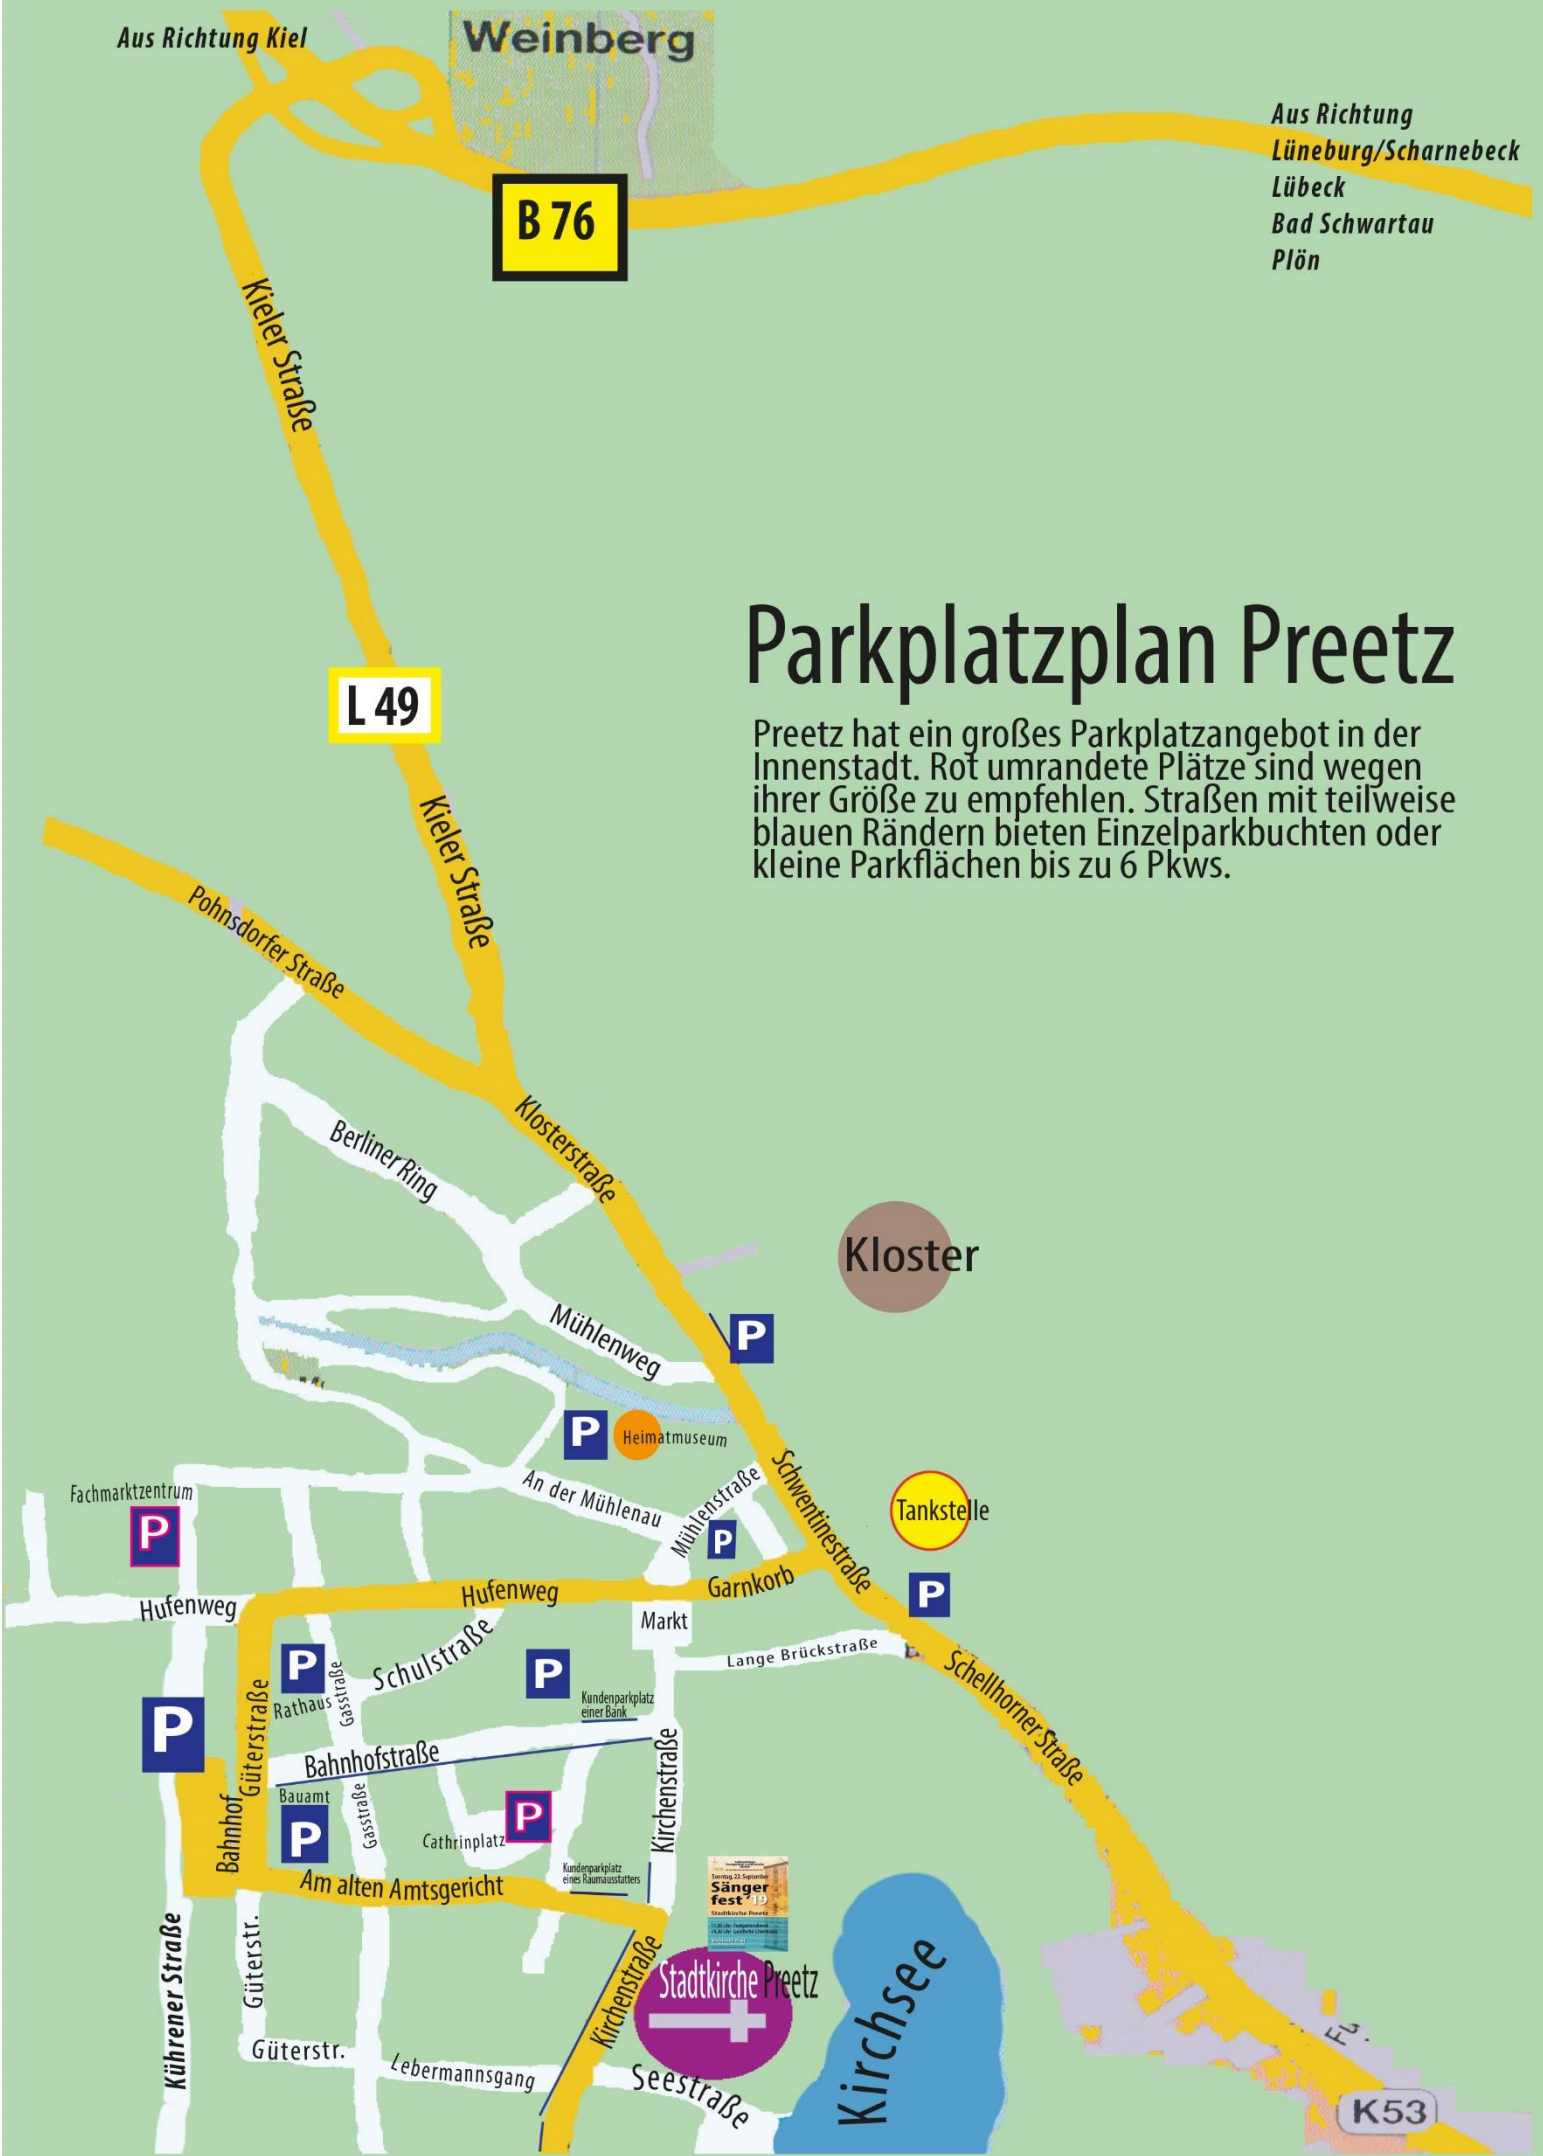 Aus Richtung Kiel
Weinberg
Aus Richtung
Lüneburg/Scharnebeck
Lübeck
Bad Schwartau
Plön
B 76
Kieler Straße
Parkplatzplan Preetz
L 49
Preetz hat ein großes Parkplatzangebot in der
Innenstadt. Rot umrandete Plätze sind wegen
ihrer Größe zu empfehlen. Straßen mit teilweise
blauen Rändern bieten Einzelparkbuchten oder
kleine Parkflächen bis zu 6 Pkws.
Kieler Straße
Pohnsdorfer Straße
Klosterstraße
Berliner Ring
Kloster
Mühlenweg
P
P
Heimatmuseum
Fachmarktzentrum
P
An der Mühlenau
Mühlenstraße
P
Schwentinestraße
Tankstelle
P
Hufenweg
Hufenweg
Garnkorb
Markt
Lange Brückstraße
Schulstraße
P
Rathaus
Gasstraße
P
Kundenparkplatz
einer Bank
Schellhorner Straße
P
Güterstraße
Bahnhofstraße
Kirchenstraße
Bauamt
P
Gasstraße
Bahnhof
Cathrinplatz
P
Kundenparkplatz
eines Raumausstatters
Am alten Amtsgericht
Sonntag, 22. September
Sänger
fest '19
Stadtkirche Preetz
Kührener Straße
Güterstr.
Kirchenstraße
Stadtkirche Preetz
Kirchsee
Güterstr.
Lebermannsgang
Seestraße
K53